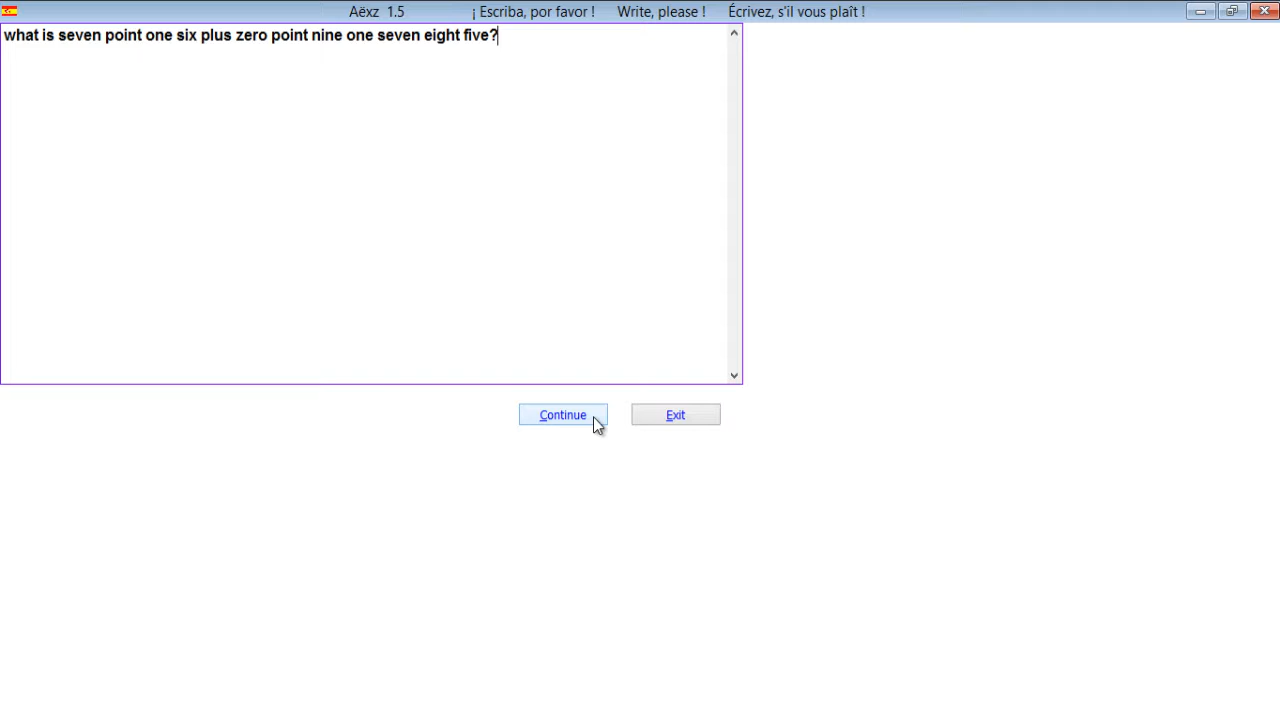 Aëxz 1.5 ¡ Escriba, por favor ! Write, please ! Écrivez, s'il vous plaît !
what is seven point one six plus zero point nine one seven eight five?
Continue Exit